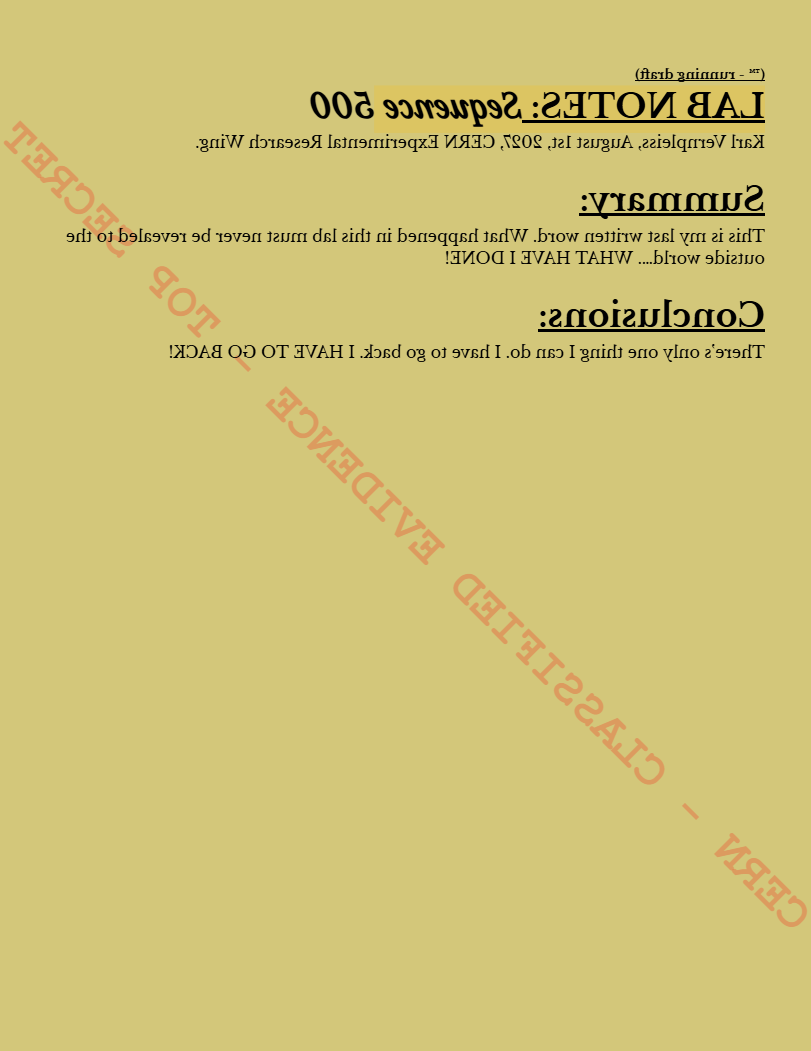 (™ - running draft)
LAB NOTES: Sequence 500
Karl Vernpleiss, August 1st, 2027, CERN Experimental Research Wing.
Summary:
This is my last written word. What happened in this lab must never be revealed to the
outside world.... WHAT HAVE I DONE!
Conclusions:
There's only one thing I can do. I have to go back. I HAVE TO GO BACK!
CERN - CLASSIFIED EVIDENCE - TOP SECRET